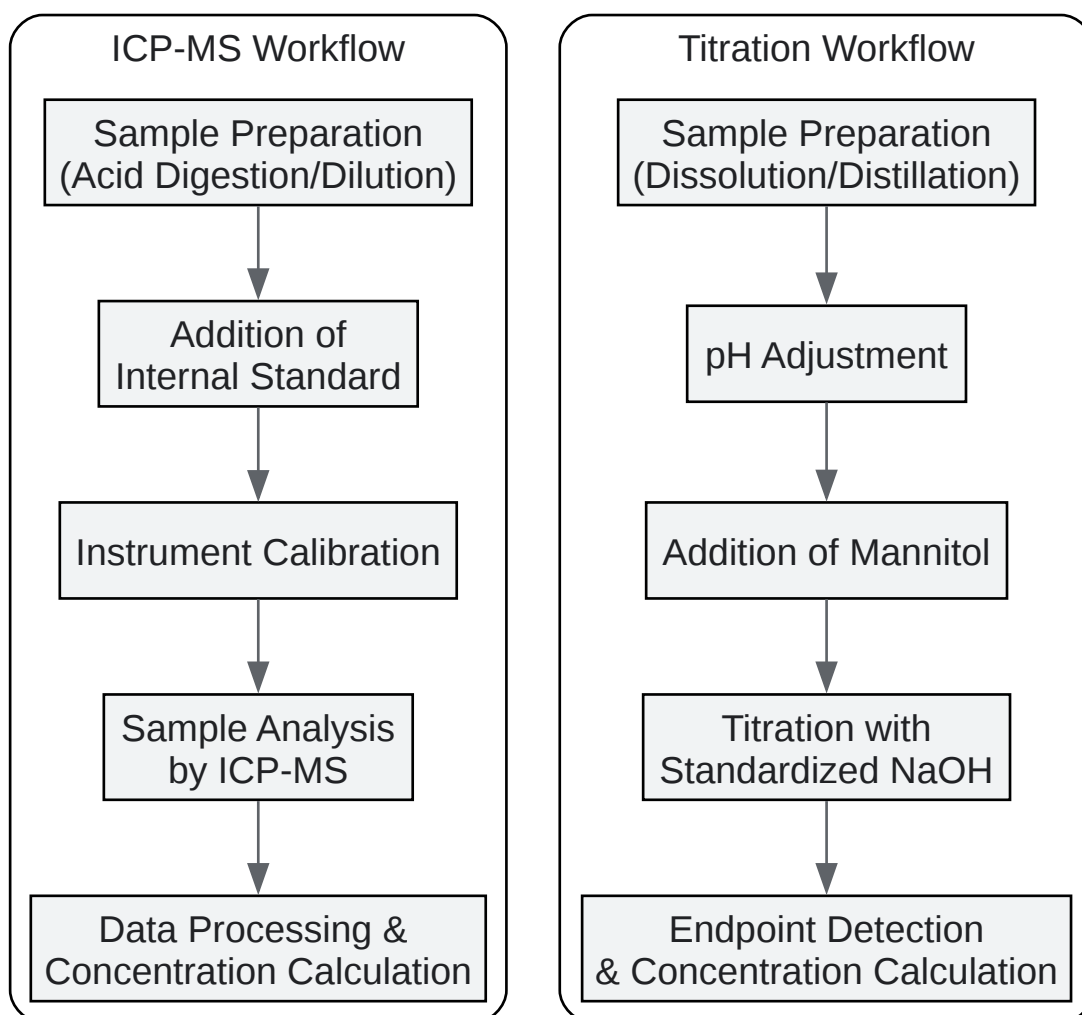 ICP-MS Workflow
Sample Preparation
(Acid Digestion/Dilution)
Addition of
Internal Standard
Instrument Calibration
Sample Analysis
by ICP-MS
Data Processing &
Concentration Calculation
Titration Workflow
Sample Preparation
(Dissolution/Distillation)
pH Adjustment
Addition of Mannitol
Titration with
Standardized NaOH
Endpoint Detection
& Concentration Calculation